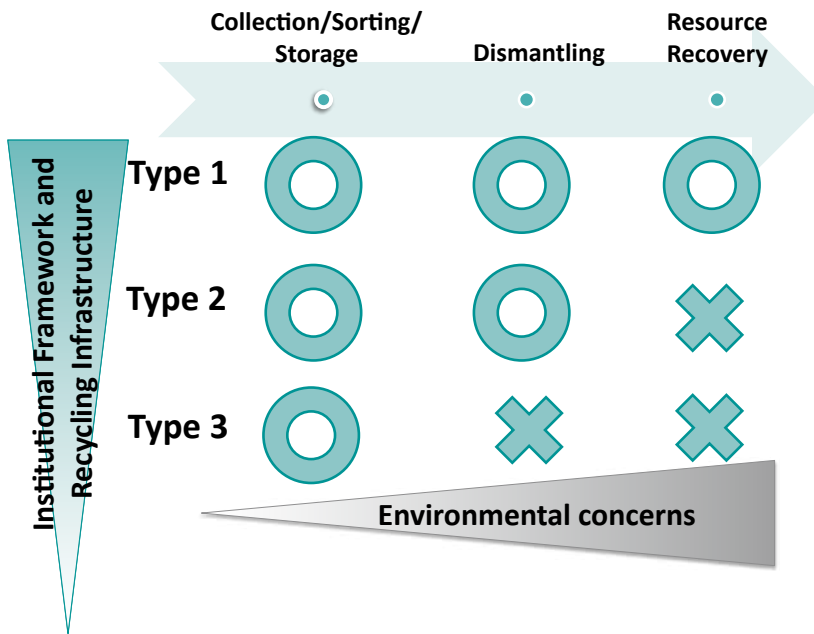 Collection/Sorting/
Storage
Dismantling
Resource
Recovery
Institutional Framework and
Recycling Infrastructure
Type 1
Type 2
Type 3
Environmental concerns